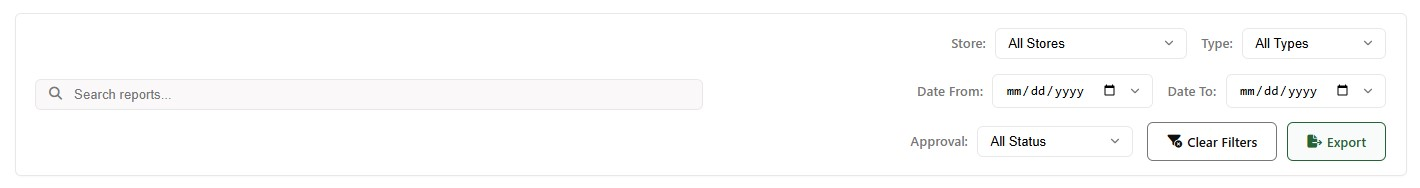 Store: All Stores Type: All Types
Search reports...
Date From: mm/dd/yyyy Date To: mm/dd/yyyy
Approval: All Status Clear Filters Export